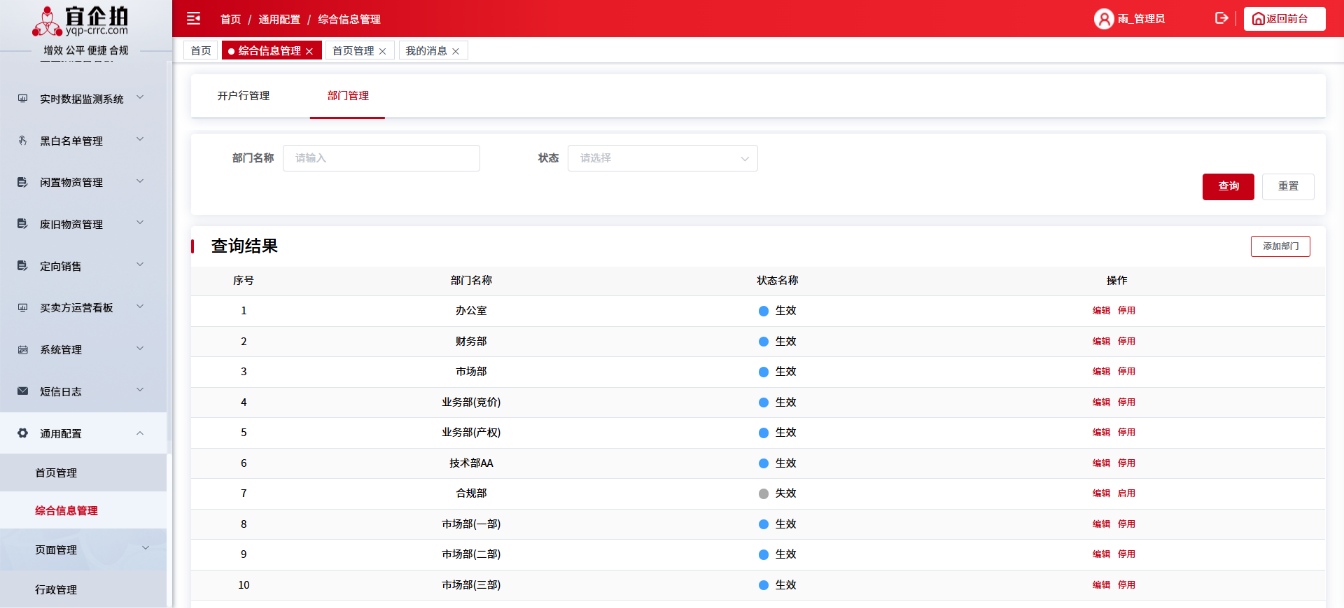 宜企拍
yqp-crrc.com
增效 公平 便捷 合规
实时数据监测系统
黑白名单管理
闲置物资管理
废旧物资管理
定向销售
买卖方运营看板
系统管理
短信日志
通用配置
首页管理
综合信息管理
页面管理
行政管理
首页 / 通用配置 / 综合信息管理
雨_管理员
返回前台
首页 综合信息管理 首页管理 我的消息
开户行管理 部门管理
部门名称 请输入 状态 请选择
查询 重置
查询结果 添加部门
序号 部门名称 状态名称 操作
1 办公室 生效 编辑 停用
2 财务部 生效 编辑 停用
3 市场部 生效 编辑 停用
4 业务部(竞价) 生效 编辑 停用
5 业务部(产权) 生效 编辑 停用
6 技术部AA 生效 编辑 停用
7 合规部 失效 编辑 启用
8 市场部(一部) 生效 编辑 停用
9 市场部(二部) 生效 编辑 停用
10 市场部(三部) 生效 编辑 停用